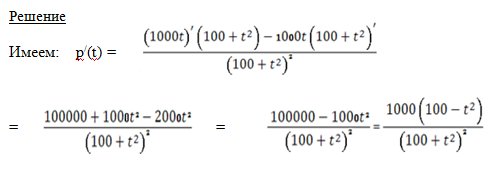 Решение
Имеем: p′(t) = ((1000t)′(100 + t²) − 1000t(100 + t²)′) / (100 + t²)²
= (100000 + 1000t² − 2000t²) / (100 + t²)² = (100000 − 1000t²) / (100 + t²)² = 1000(100 − t²) / (100 + t²)²